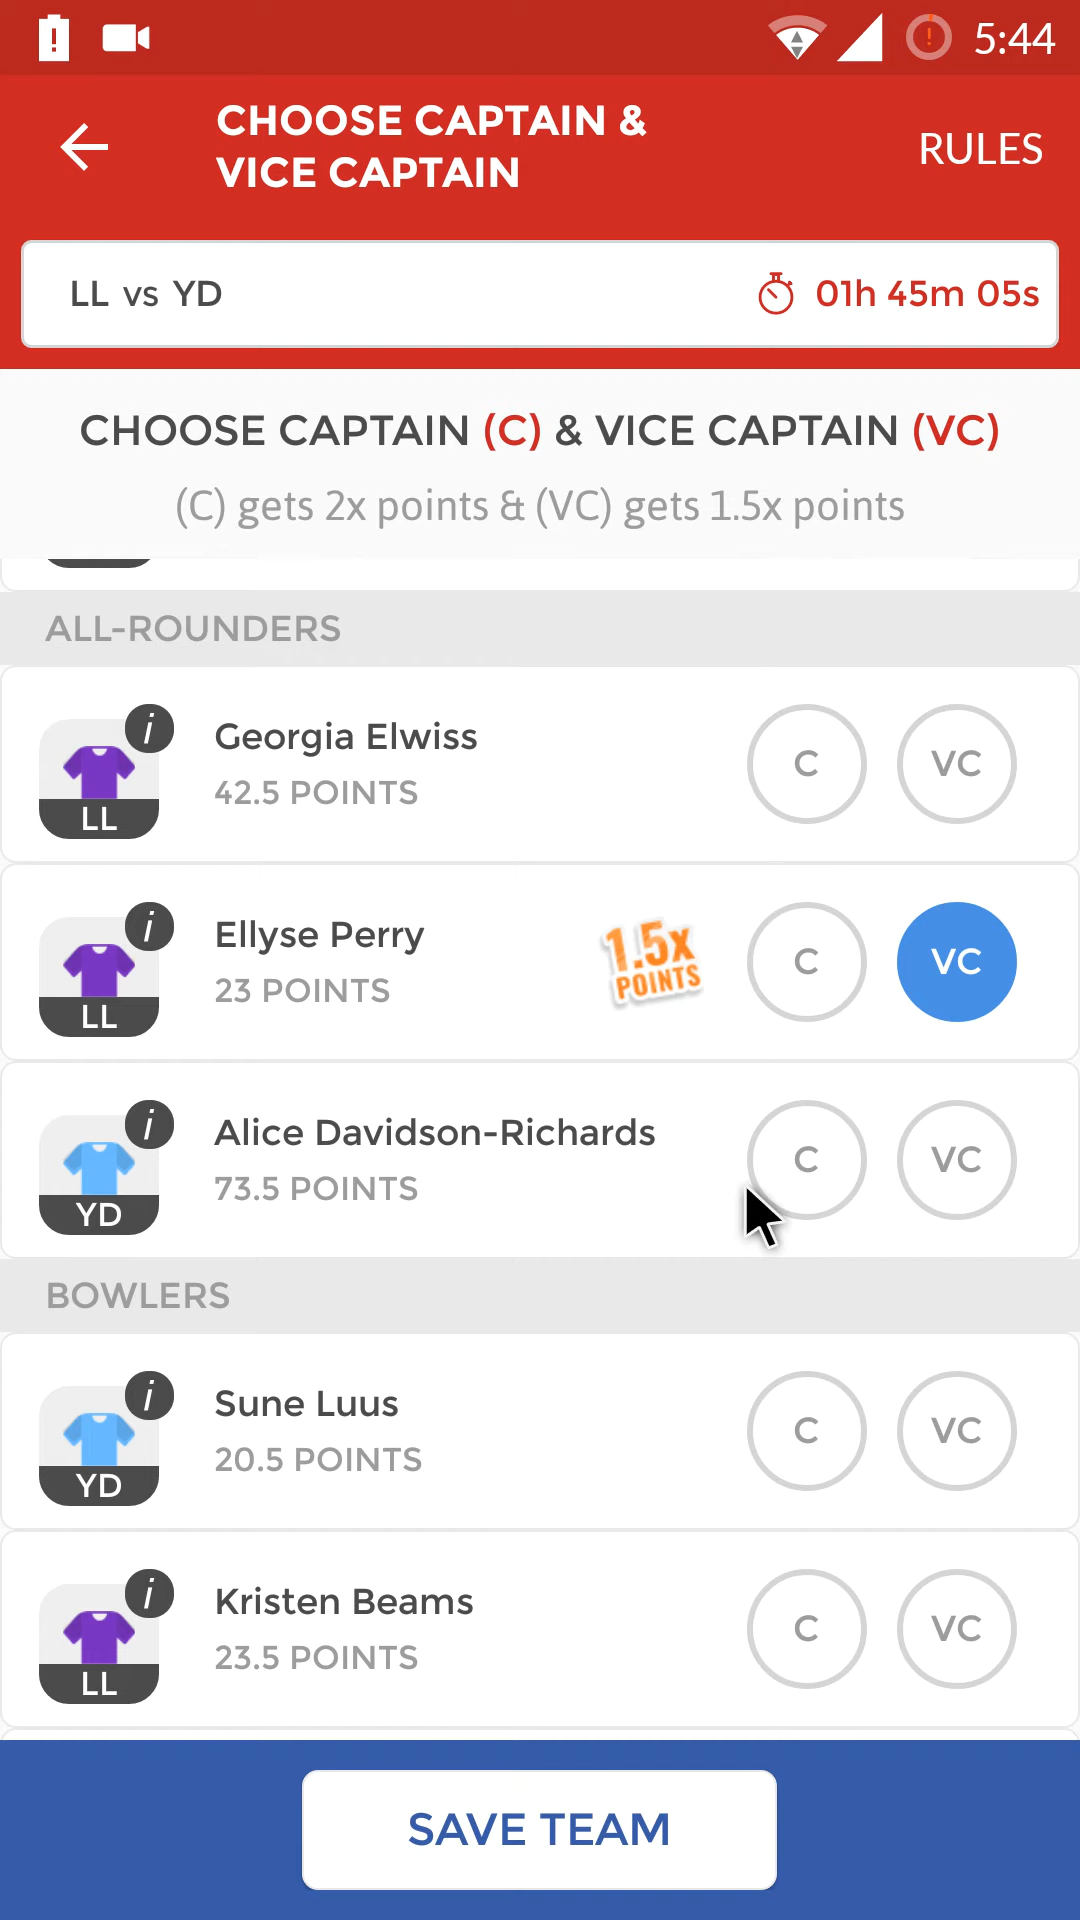 5:44
CHOOSE CAPTAIN &
VICE CAPTAIN
RULES
LL vs YD
01h 45m 05s
CHOOSE CAPTAIN (C) & VICE CAPTAIN (VC)
(C) gets 2x points & (VC) gets 1.5x points
ALL-ROUNDERS
i
LL
Georgia Elwiss
42.5 POINTS
C
VC
i
LL
Ellyse Perry
23 POINTS
1.5x
POINTS
C
VC
i
YD
Alice Davidson-Richards
73.5 POINTS
C
VC
BOWLERS
i
YD
Sune Luus
20.5 POINTS
C
VC
i
LL
Kristen Beams
23.5 POINTS
C
VC
SAVE TEAM